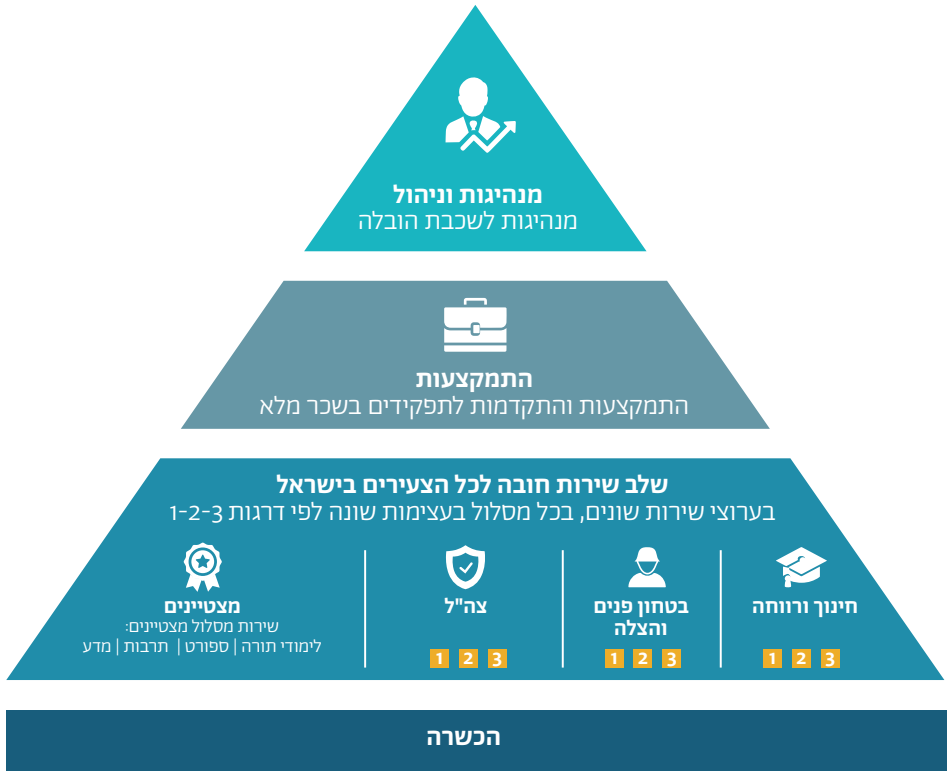 מנהיגות וניהול
מנהיגות לשכבת הובלה
התמקצעות
התמקצעות והתקדמות לתפקידים בשכר מלא
שלב שירות חובה לכל הצעירים בישראל
בערוצי שירות שונים, בכל מסלול בעצימות שונה לפי דרגות 1-2-3
חינוך ורווחה
3 2 1
בטחון פנים
והצלה
3 2 1
צה"ל
3 2 1
מצטיינים
שירות מסלול מצטיינים:
לימודי תורה | ספורט | תרבות | מדע
הכשרה